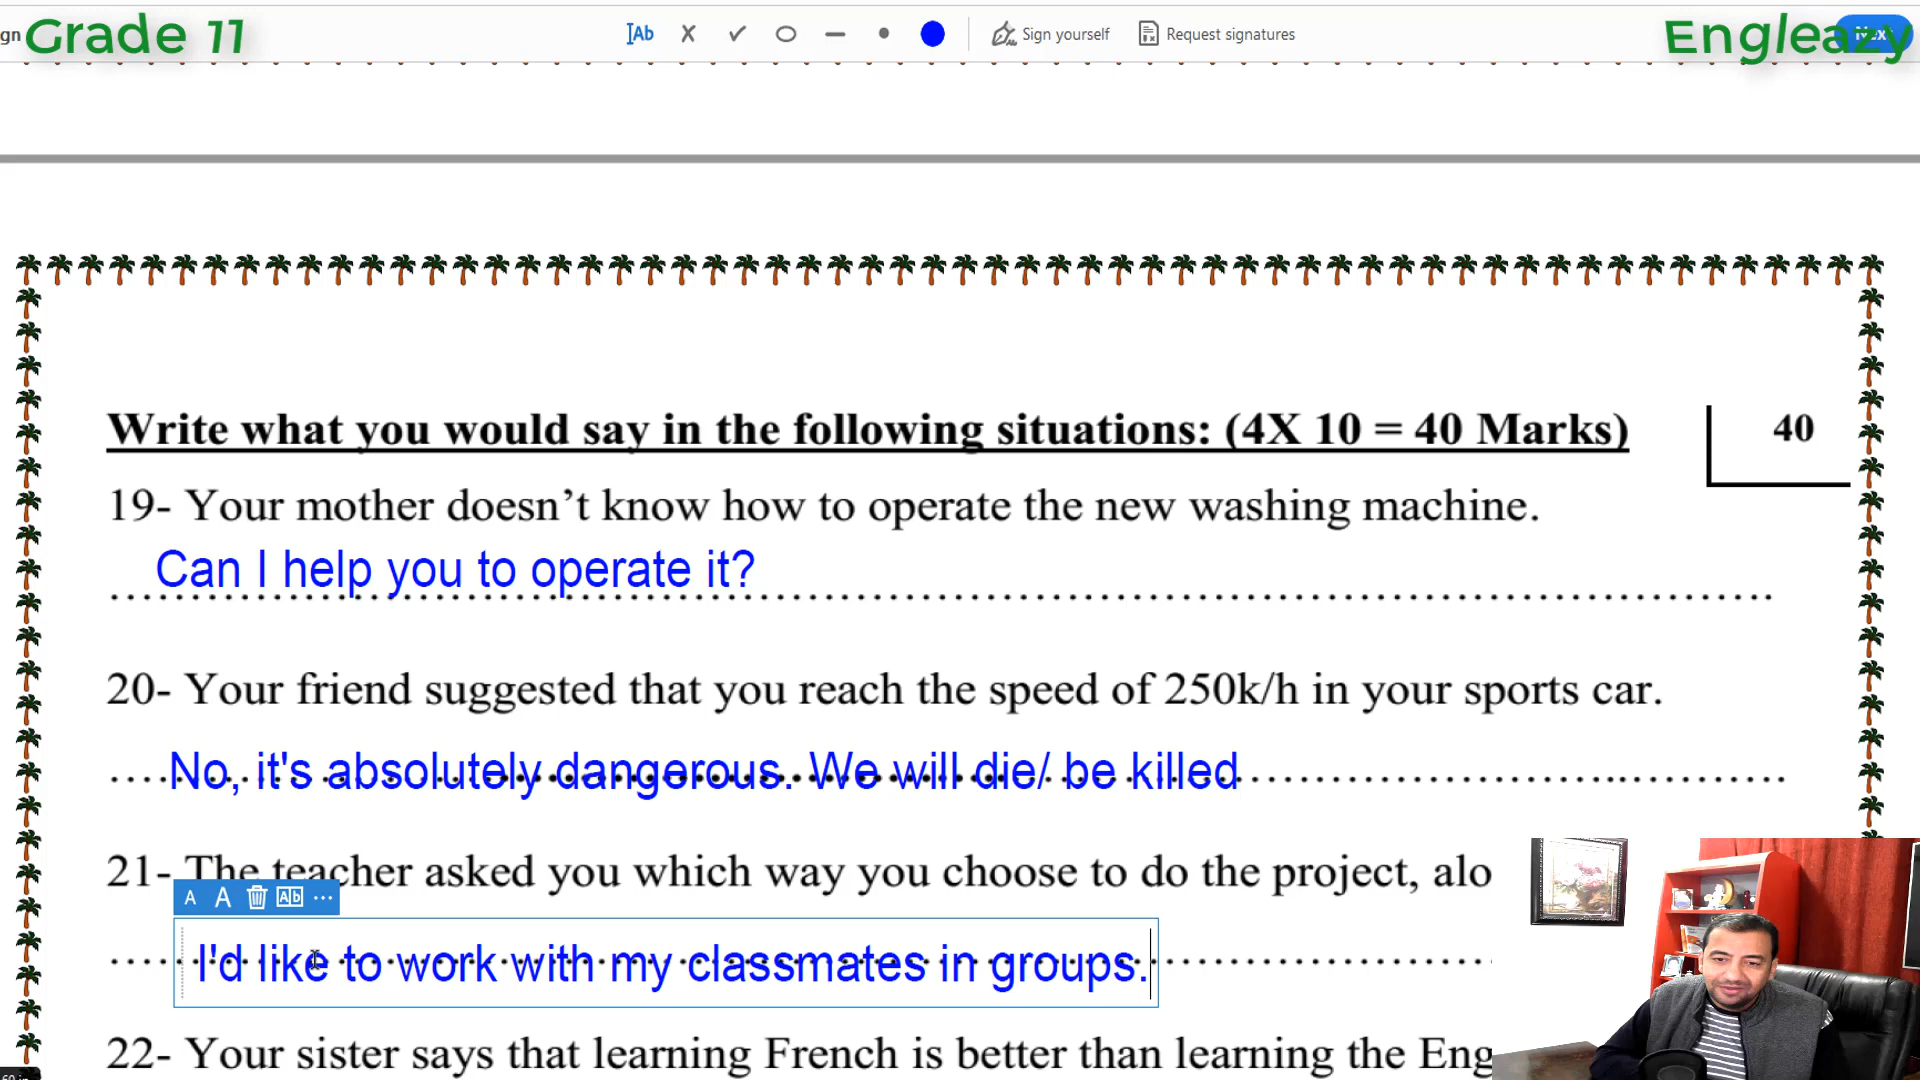 gn Grade 11 Ab Sign yourself Request signatures Engleazy
Write what you would say in the following situations: (4X 10 = 40 Marks) 40
19- Your mother doesn’t know how to operate the new washing machine.
Can I help you to operate it?
20- Your friend suggested that you reach the speed of 250k/h in your sports car.
No, it's absolutely dangerous. We will die/ be killed
21- The teacher asked you which way you choose to do the project, alo
A A Ab
I'd like to work with my classmates in groups.
22- Your sister says that learning French is better than learning the Eng